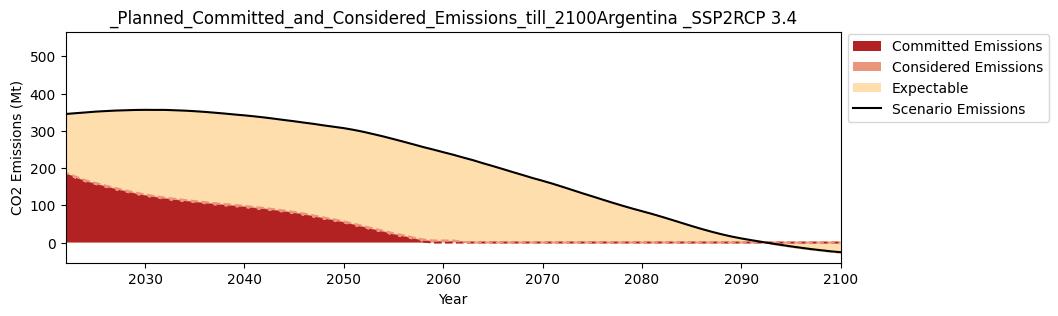 _Planned_Committed_and_Considered_Emissions_till_2100Argentina _SSP2RCP 3.4
500
400
300
200
100
0
CO2 Emissions (Mt)
2030 2040 2050 2060 2070 2080 2090 2100
Year
Committed Emissions
Considered Emissions
Expectable
Scenario Emissions